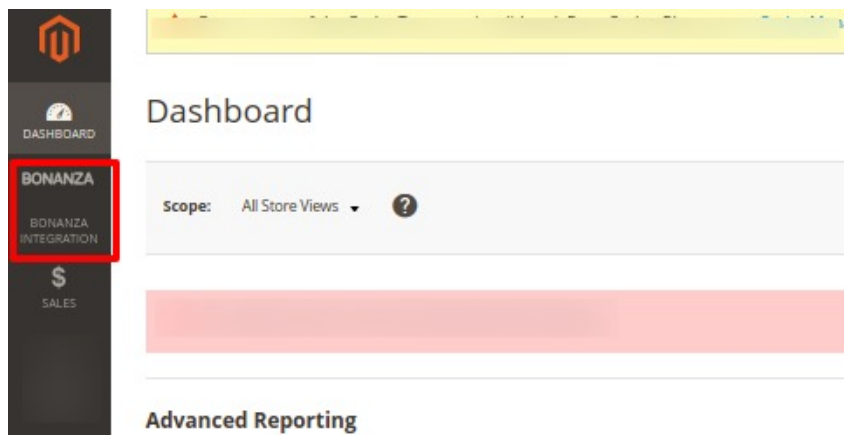 Dashboard
DASHBOARD
BONANZA
BONANZA
INTEGRATION
$
SALES
Scope: All Store Views
?
Advanced Reporting